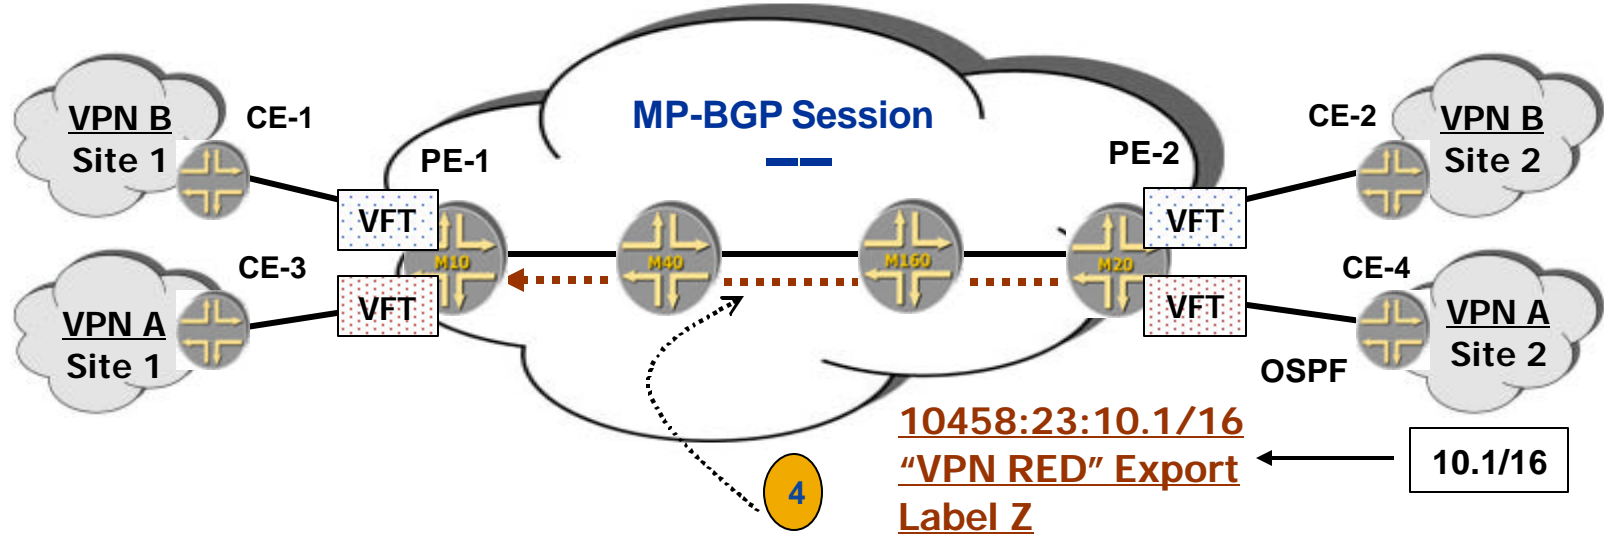 MP-BGP Session
VPN B
Site 1
CE-1
PE-1
PE-2
CE-2
VPN B
Site 2
VFT
VFT
M10
M40
M160
M20
CE-3
CE-4
VPN A
Site 1
VFT
VFT
VPN A
Site 2
OSPF
10458:23:10.1/16
“VPN RED” Export
Label Z
10.1/16
4